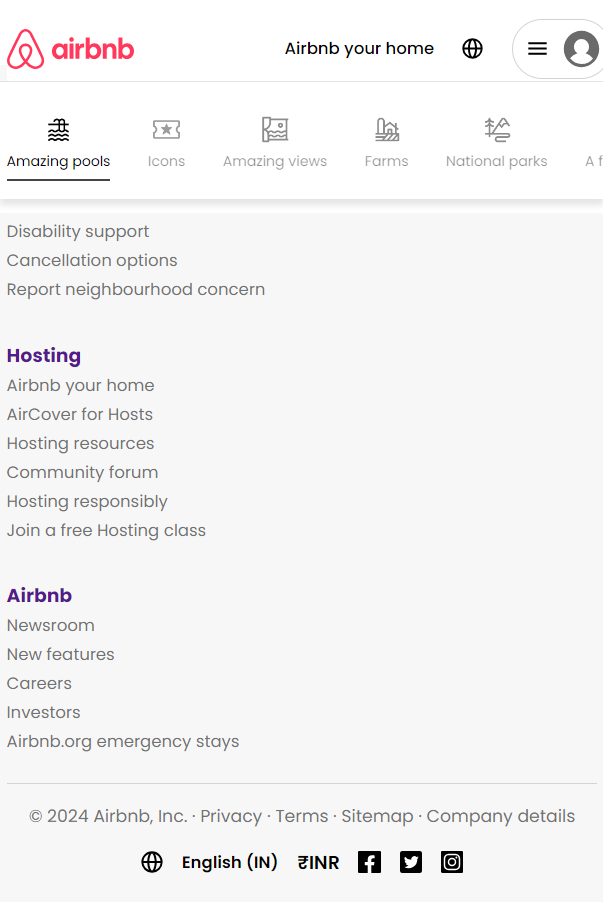 airbnb Airbnb your home
Amazing pools Icons Amazing views Farms National parks A f
Disability support
Cancellation options
Report neighbourhood concern
Hosting
Airbnb your home
AirCover for Hosts
Hosting resources
Community forum
Hosting responsibly
Join a free Hosting class
Airbnb
Newsroom
New features
Careers
Investors
Airbnb.org emergency stays
© 2024 Airbnb, Inc. · Privacy · Terms · Sitemap · Company details
English (IN) ₹INR